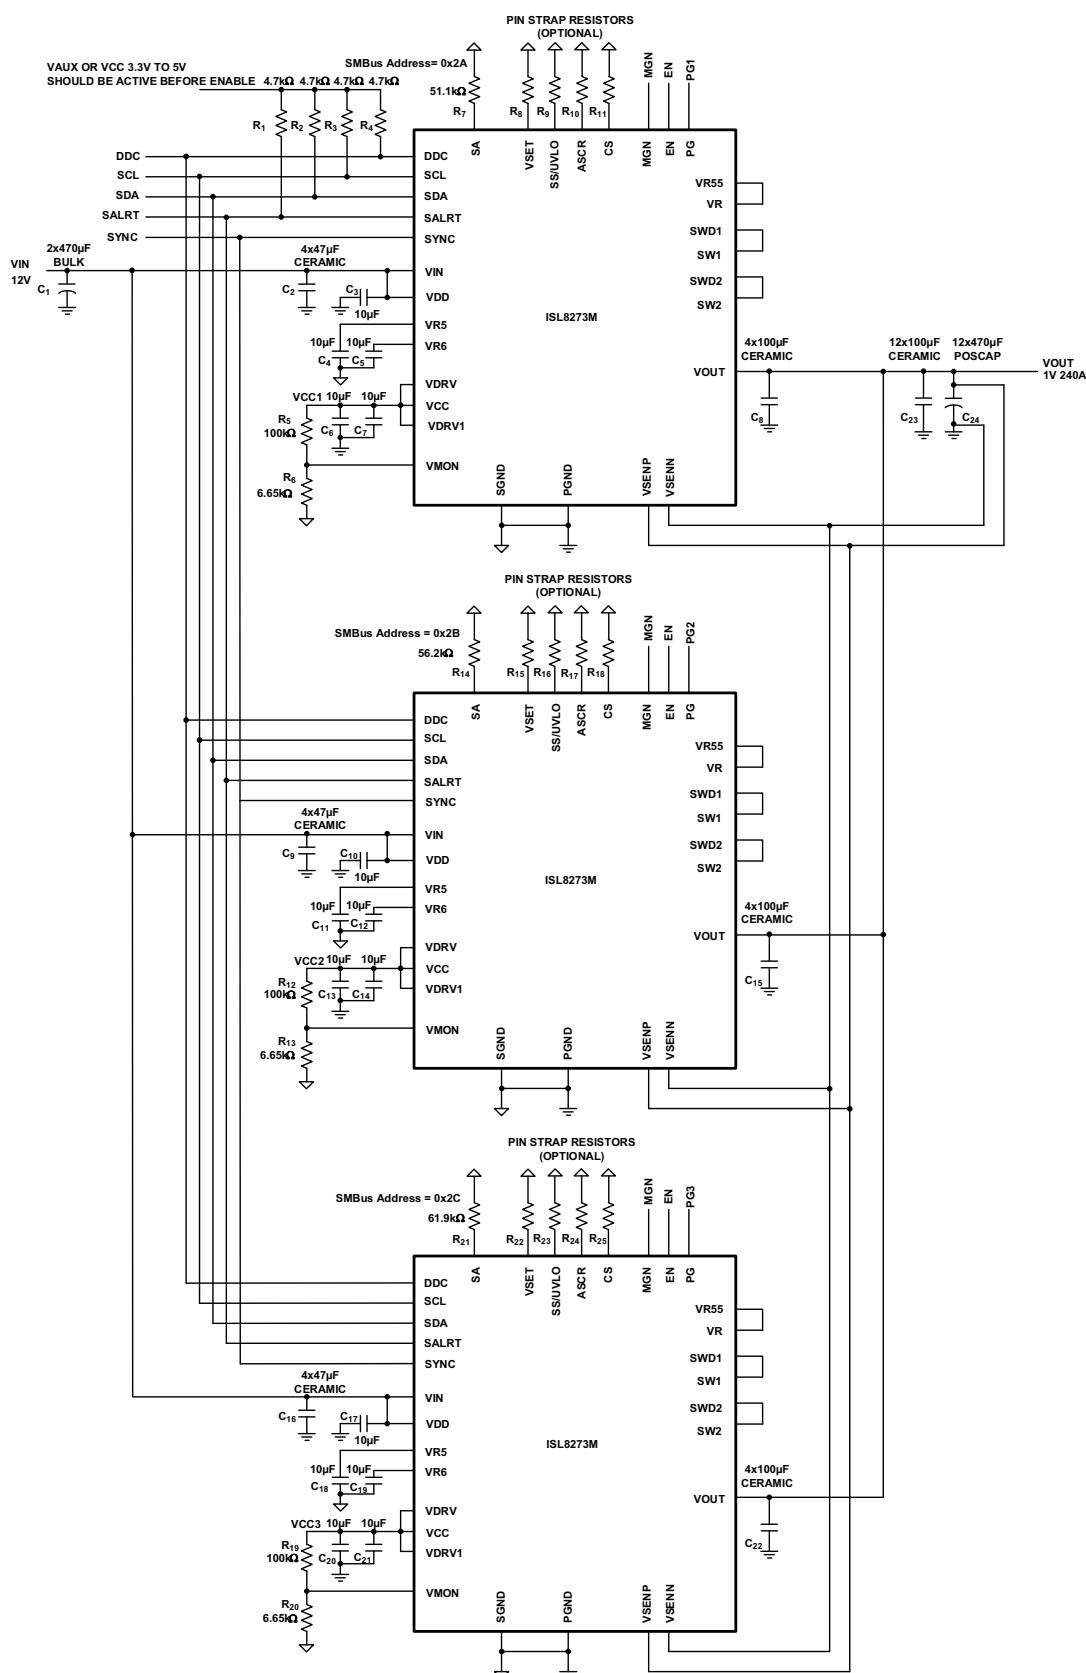 PIN STRAP RESISTORS
(OPTIONAL)
SMBus Address= 0x2A
VAUX OR VCC 3.3V TO 5V
SHOULD BE ACTIVE BEFORE ENABLE 4.7kΩ 4.7kΩ 4.7kΩ 4.7kΩ
51.1kΩ
MGN EN PG1
R7 R8 R9 R10 R11
R1 R2 R3 R4
SA VSET SS/UVLO ASCR CS MGN EN PG
DDC DDC
SCL SCL
SDA SDA
SALRT SALRT
SYNC SYNC
VR55
VR
SWD1
SW1
SWD2
SW2
VIN
12V
2x470µF
BULK
C1
4x47µF
CERAMIC
C2
C3
10µF
VIN
VDD
ISL8273M
10µF 10µF
C4 C5
VR5
VR6
VCC1 10µF 10µF
C6 C7
VDRV
VCC
VDRV1
R5
100kΩ
VMON
R6
6.65kΩ
VOUT
4x100µF
CERAMIC
C8
12x100µF
CERAMIC
C23
12x470µF
POSCAP
C24
VOUT
1V 240A
SGND PGND VSENP VSENN
PIN STRAP RESISTORS
(OPTIONAL)
SMBus Address = 0x2B
56.2kΩ
MGN EN PG2
R14 R15 R16 R17 R18
SA VSET SS/UVLO ASCR CS MGN EN PG
DDC
SCL
SDA
SALRT
SYNC
VR55
VR
SWD1
SW1
SWD2
SW2
4x47µF
CERAMIC
C9
C10
10µF
VIN
VDD
ISL8273M
10µF 10µF
C11 C12
VR5
VR6
VCC2 10µF 10µF
C13 C14
VDRV
VCC
VDRV1
R12
100kΩ
VMON
R13
6.65kΩ
VOUT
4x100µF
CERAMIC
C15
SGND PGND VSENP VSENN
PIN STRAP RESISTORS
(OPTIONAL)
SMBus Address = 0x2C
61.9kΩ
MGN EN PG3
R21 R22 R23 R24 R25
SA VSET SS/UVLO ASCR CS MGN EN PG
DDC
SCL
SDA
SALRT
SYNC
VR55
VR
SWD1
SW1
SWD2
SW2
4x47µF
CERAMIC
C16
C17
10µF
VIN
VDD
ISL8273M
10µF 10µF
C18 C19
VR5
VR6
VCC3 10µF 10µF
C20 C21
VDRV
VCC
VDRV1
R19
100kΩ
VMON
R20
6.65kΩ
VOUT
4x100µF
CERAMIC
C22
SGND PGND VSENP VSENN